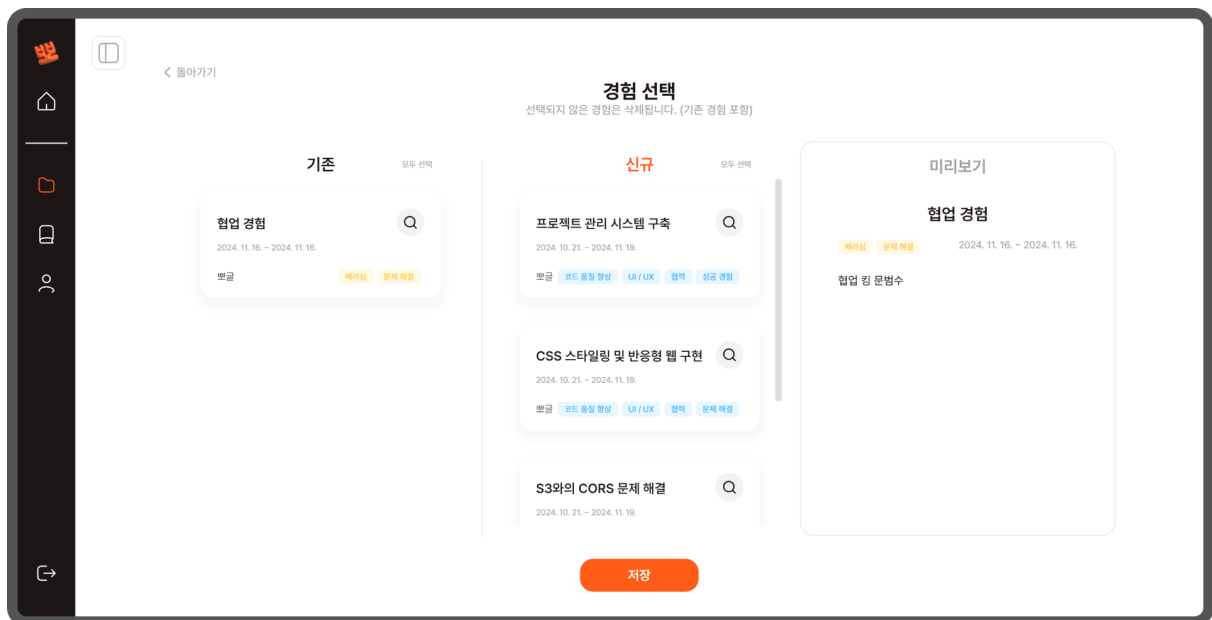 뽀
< 돌아가기
경험 선택
선택되지 않은 경험은 삭제됩니다. (기존 경험 포함)
기존
모두 선택
협업 경험
2024. 11. 16. ~ 2024. 11. 16.
뽀글
배려심
문제 해결
신규
모두 선택
프로젝트 관리 시스템 구축
2024. 10. 21. ~ 2024. 11. 19.
뽀글
코드 품질 향상
UI / UX
협력
성공 경험
CSS 스타일링 및 반응형 웹 구현
2024. 10. 21. ~ 2024. 11. 19.
뽀글
코드 품질 향상
UI / UX
협력
문제 해결
S3와의 CORS 문제 해결
2024. 10. 21. ~ 2024. 11. 19.
미리보기
협업 경험
배려심
문제 해결
2024. 11. 16. ~ 2024. 11. 16.
협업 킹 문범수
저장